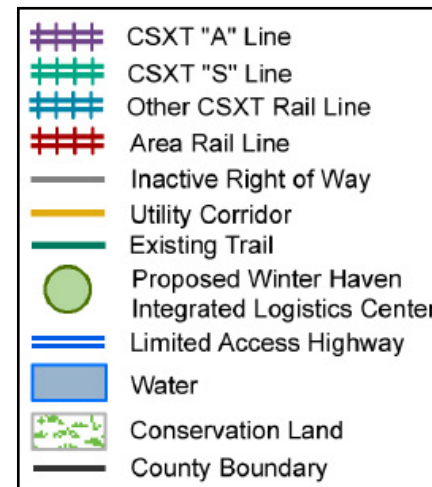 CSXT "A" Line
CSXT "S" Line
Other CSXT Rail Line
Area Rail Line
Inactive Right of Way
Utility Corridor
Existing Trail
Proposed Winter Haven
Integrated Logistics Center
Limited Access Highway
Water
Conservation Land
County Boundary